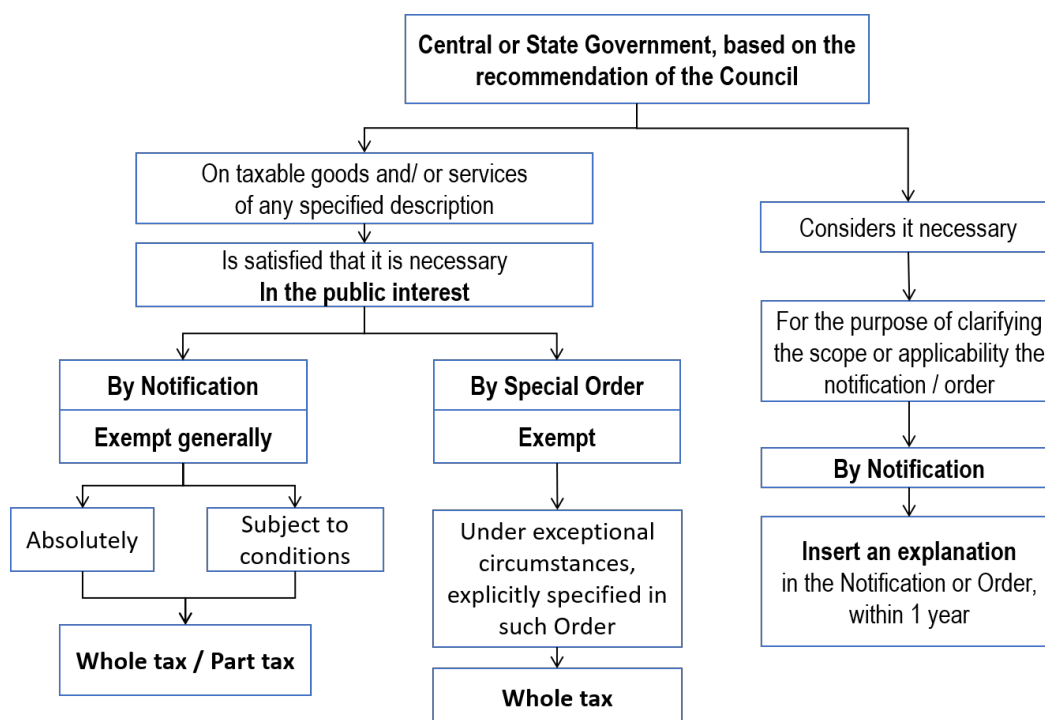 Central or State Government, based on the
recommendation of the Council
On taxable goods and/ or services
of any specified description
Is satisfied that it is necessary
In the public interest
By Notification
Exempt generally
Absolutely
Subject to
conditions
Whole tax / Part tax
By Special Order
Exempt
Under exceptional
circumstances,
explicitly specified in
such Order
Whole tax
Considers it necessary
For the purpose of clarifying
the scope or applicability the
notification / order
By Notification
Insert an explanation
in the Notification or Order,
within 1 year